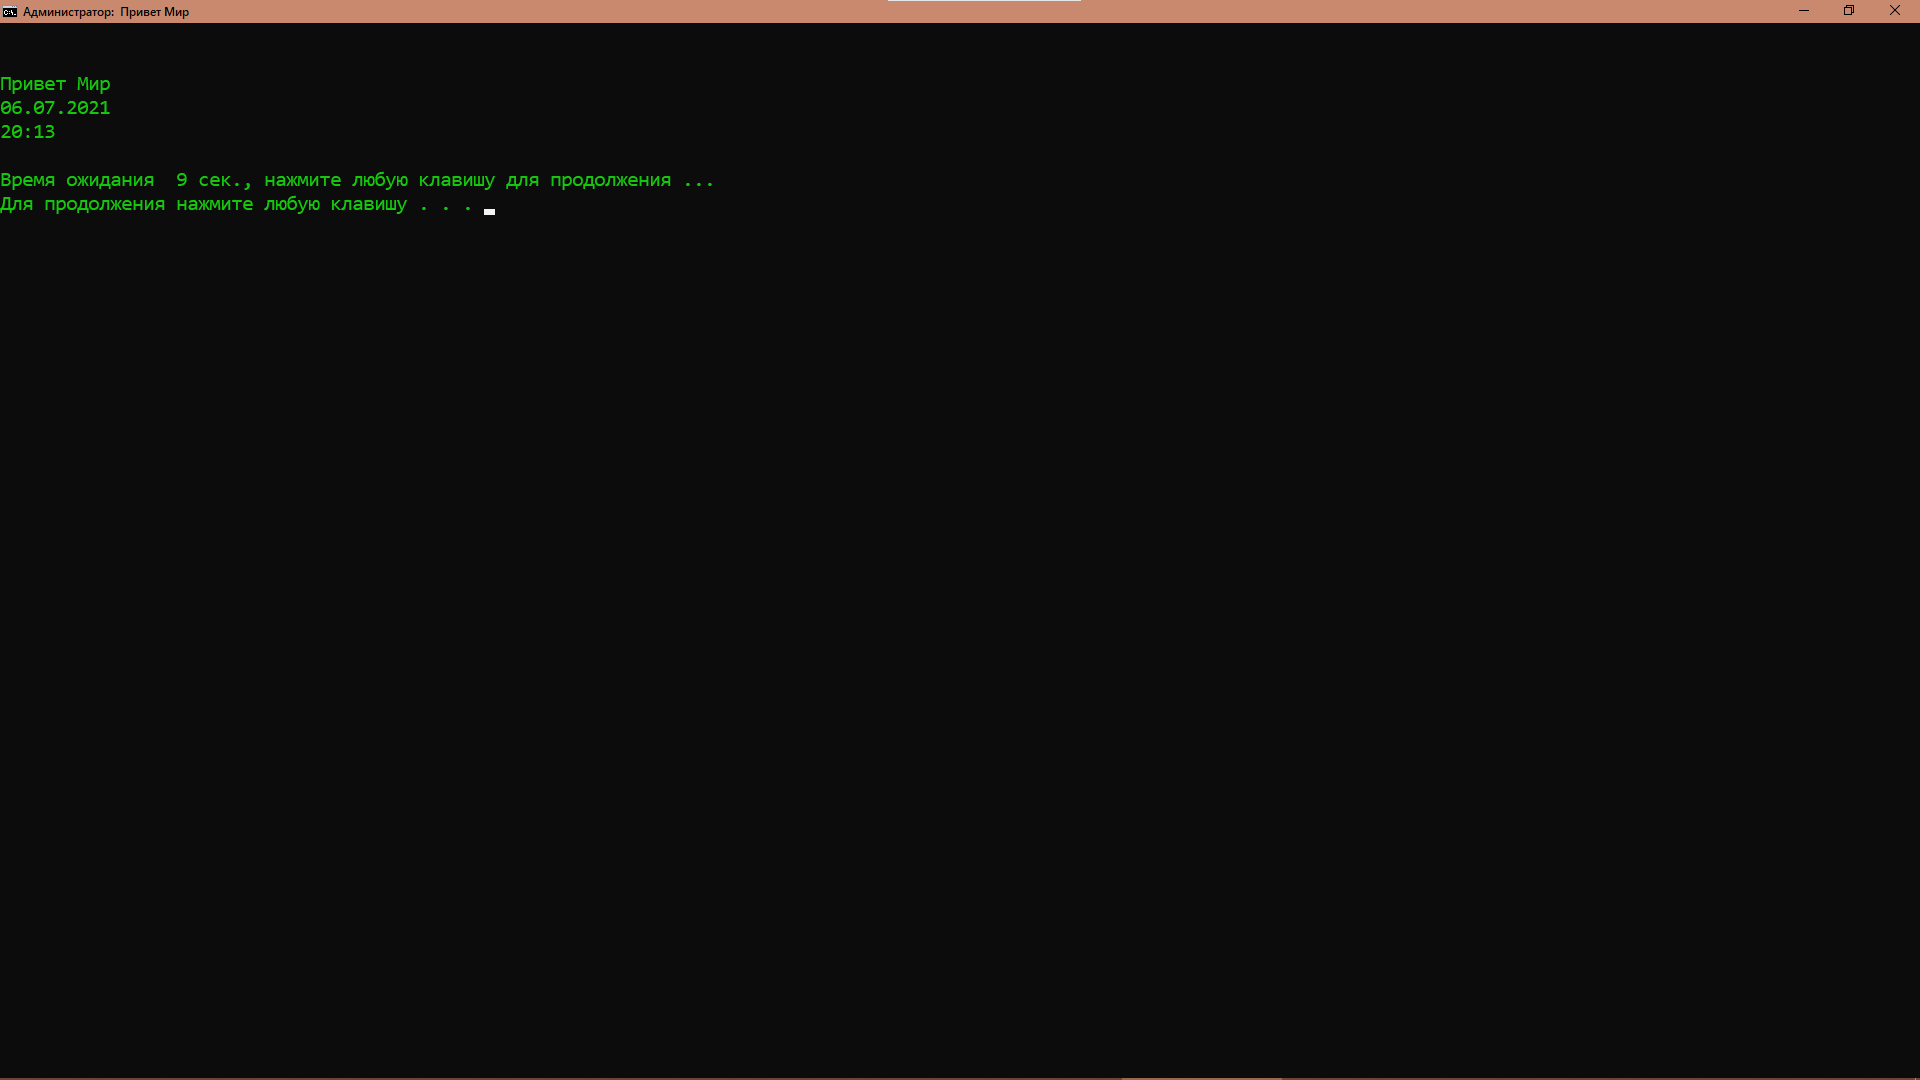 Администратор:  Привет Мир
Привет Мир
06.07.2021
20:13
Время ожидания  9 сек., нажмите любую клавишу для продолжения ...
Для продолжения нажмите любую клавишу . . .